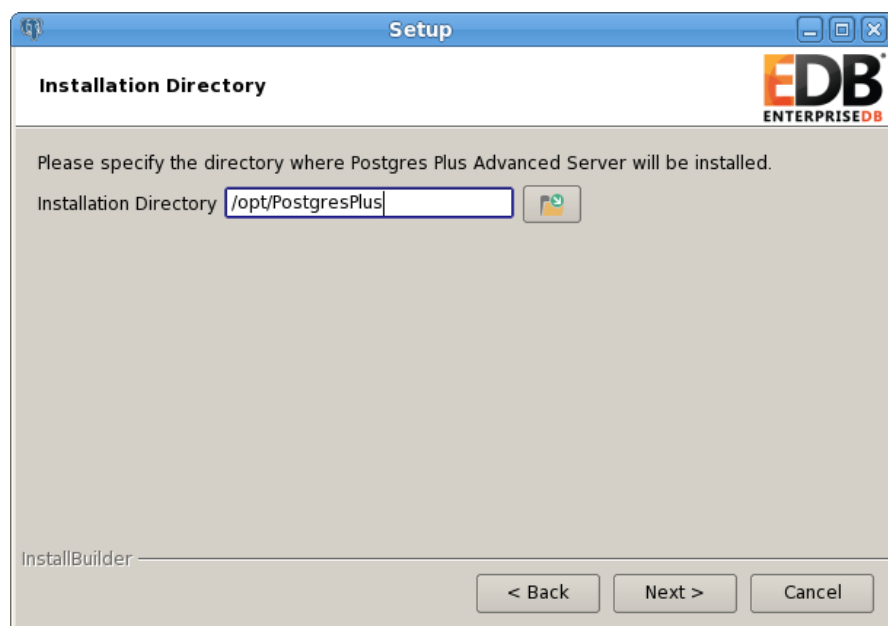 Setup
Installation Directory
EDB
ENTERPRISEDB
Please specify the directory where Postgres Plus Advanced Server will be installed.
Installation Directory /opt/PostgresPlus
InstallBuilder
< Back Next > Cancel